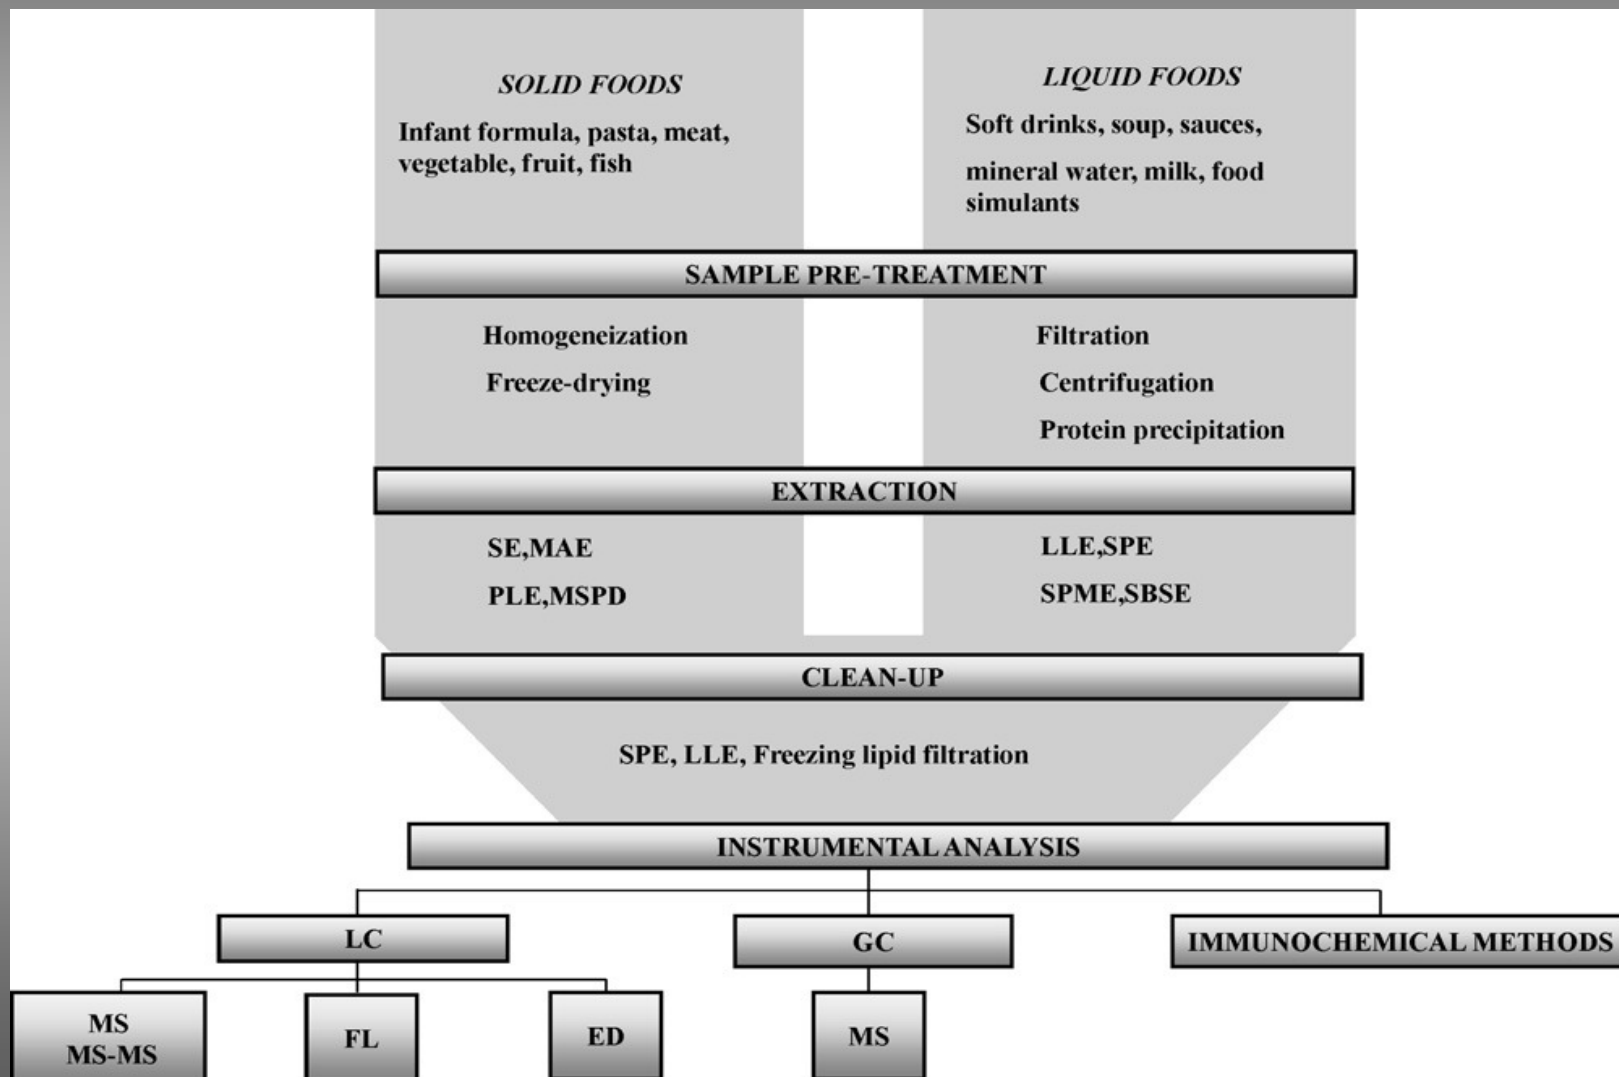 SOLID FOODS
Infant formula, pasta, meat,
vegetable, fruit, fish
LIQUID FOODS
Soft drinks, soup, sauces,
mineral water, milk, food
simulants
SAMPLE PRE-TREATMENT
Homogeneization
Freeze-drying
Filtration
Centrifugation
Protein precipitation
EXTRACTION
SE,MAE
PLE,MSPD
LLE,SPE
SPME,SBSE
CLEAN-UP
SPE, LLE, Freezing lipid filtration
INSTRUMENTAL ANALYSIS
LC
GC
IMMUNOCHEMICAL METHODS
MS
MS-MS
FL
ED
MS